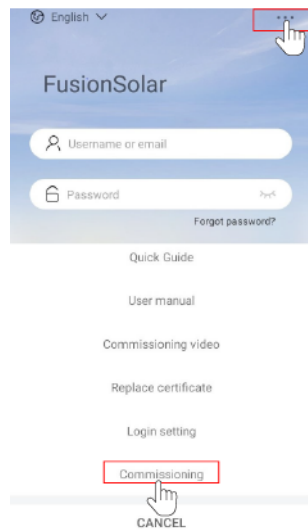 English
FusionSolar
Username or email
Password
Forgot password?
Quick Guide
User manual
Commissioning video
Replace certificate
Login setting
Commissioning
CANCEL